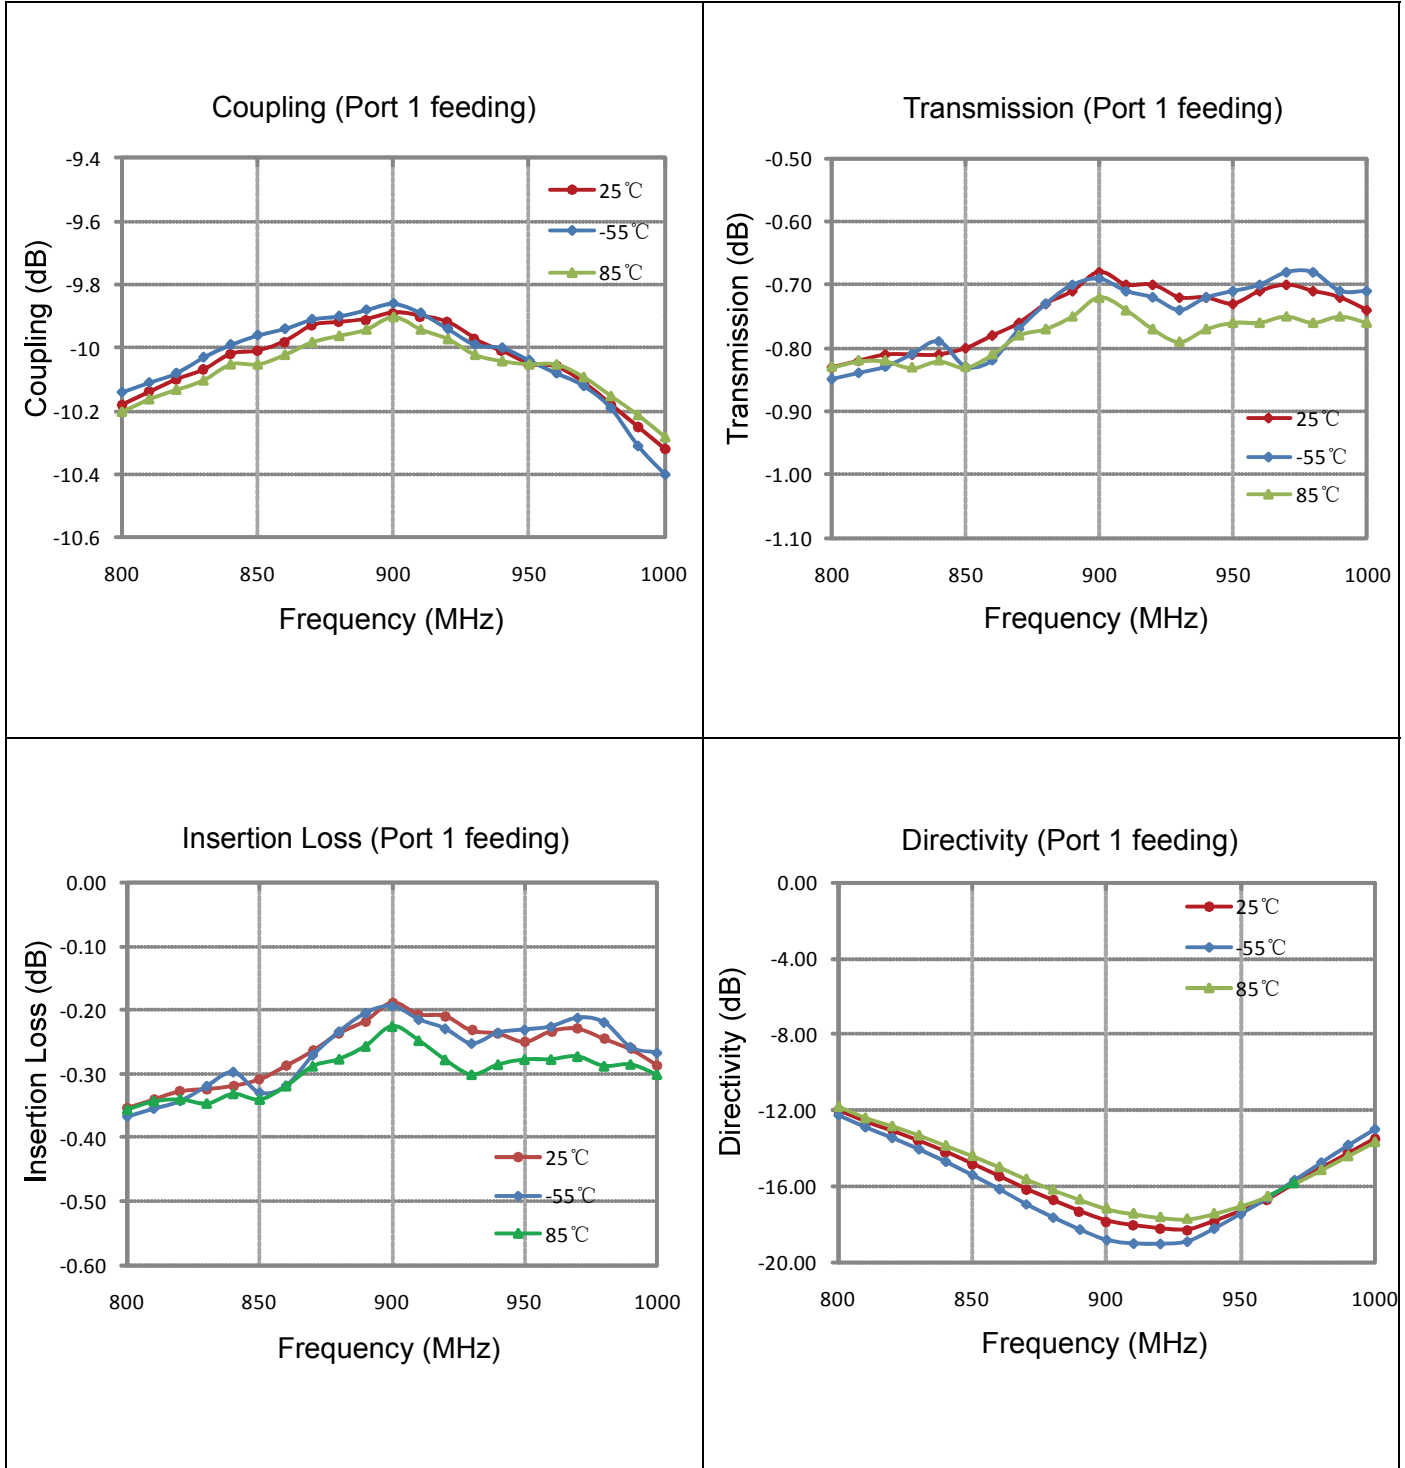 Coupling (Port 1 feeding)
-9.4
-9.6
-9.8
-10
-10.2
-10.4
-10.6
Coupling (dB)
25℃
-55℃
85℃
800 850 900 950 1000
Frequency (MHz)
Transmission (Port 1 feeding)
-0.50
-0.60
-0.70
-0.80
-0.90
-1.00
-1.10
Transmission (dB)
25℃
-55℃
85℃
800 850 900 950 1000
Frequency (MHz)
Insertion Loss (Port 1 feeding)
0.00
-0.10
-0.20
-0.30
-0.40
-0.50
-0.60
Insertion Loss (dB)
25℃
-55℃
85℃
800 850 900 950 1000
Frequency (MHz)
Directivity (Port 1 feeding)
0.00
-4.00
-8.00
-12.00
-16.00
-20.00
Directivity (dB)
25℃
-55℃
85℃
800 850 900 950 1000
Frequency (MHz)